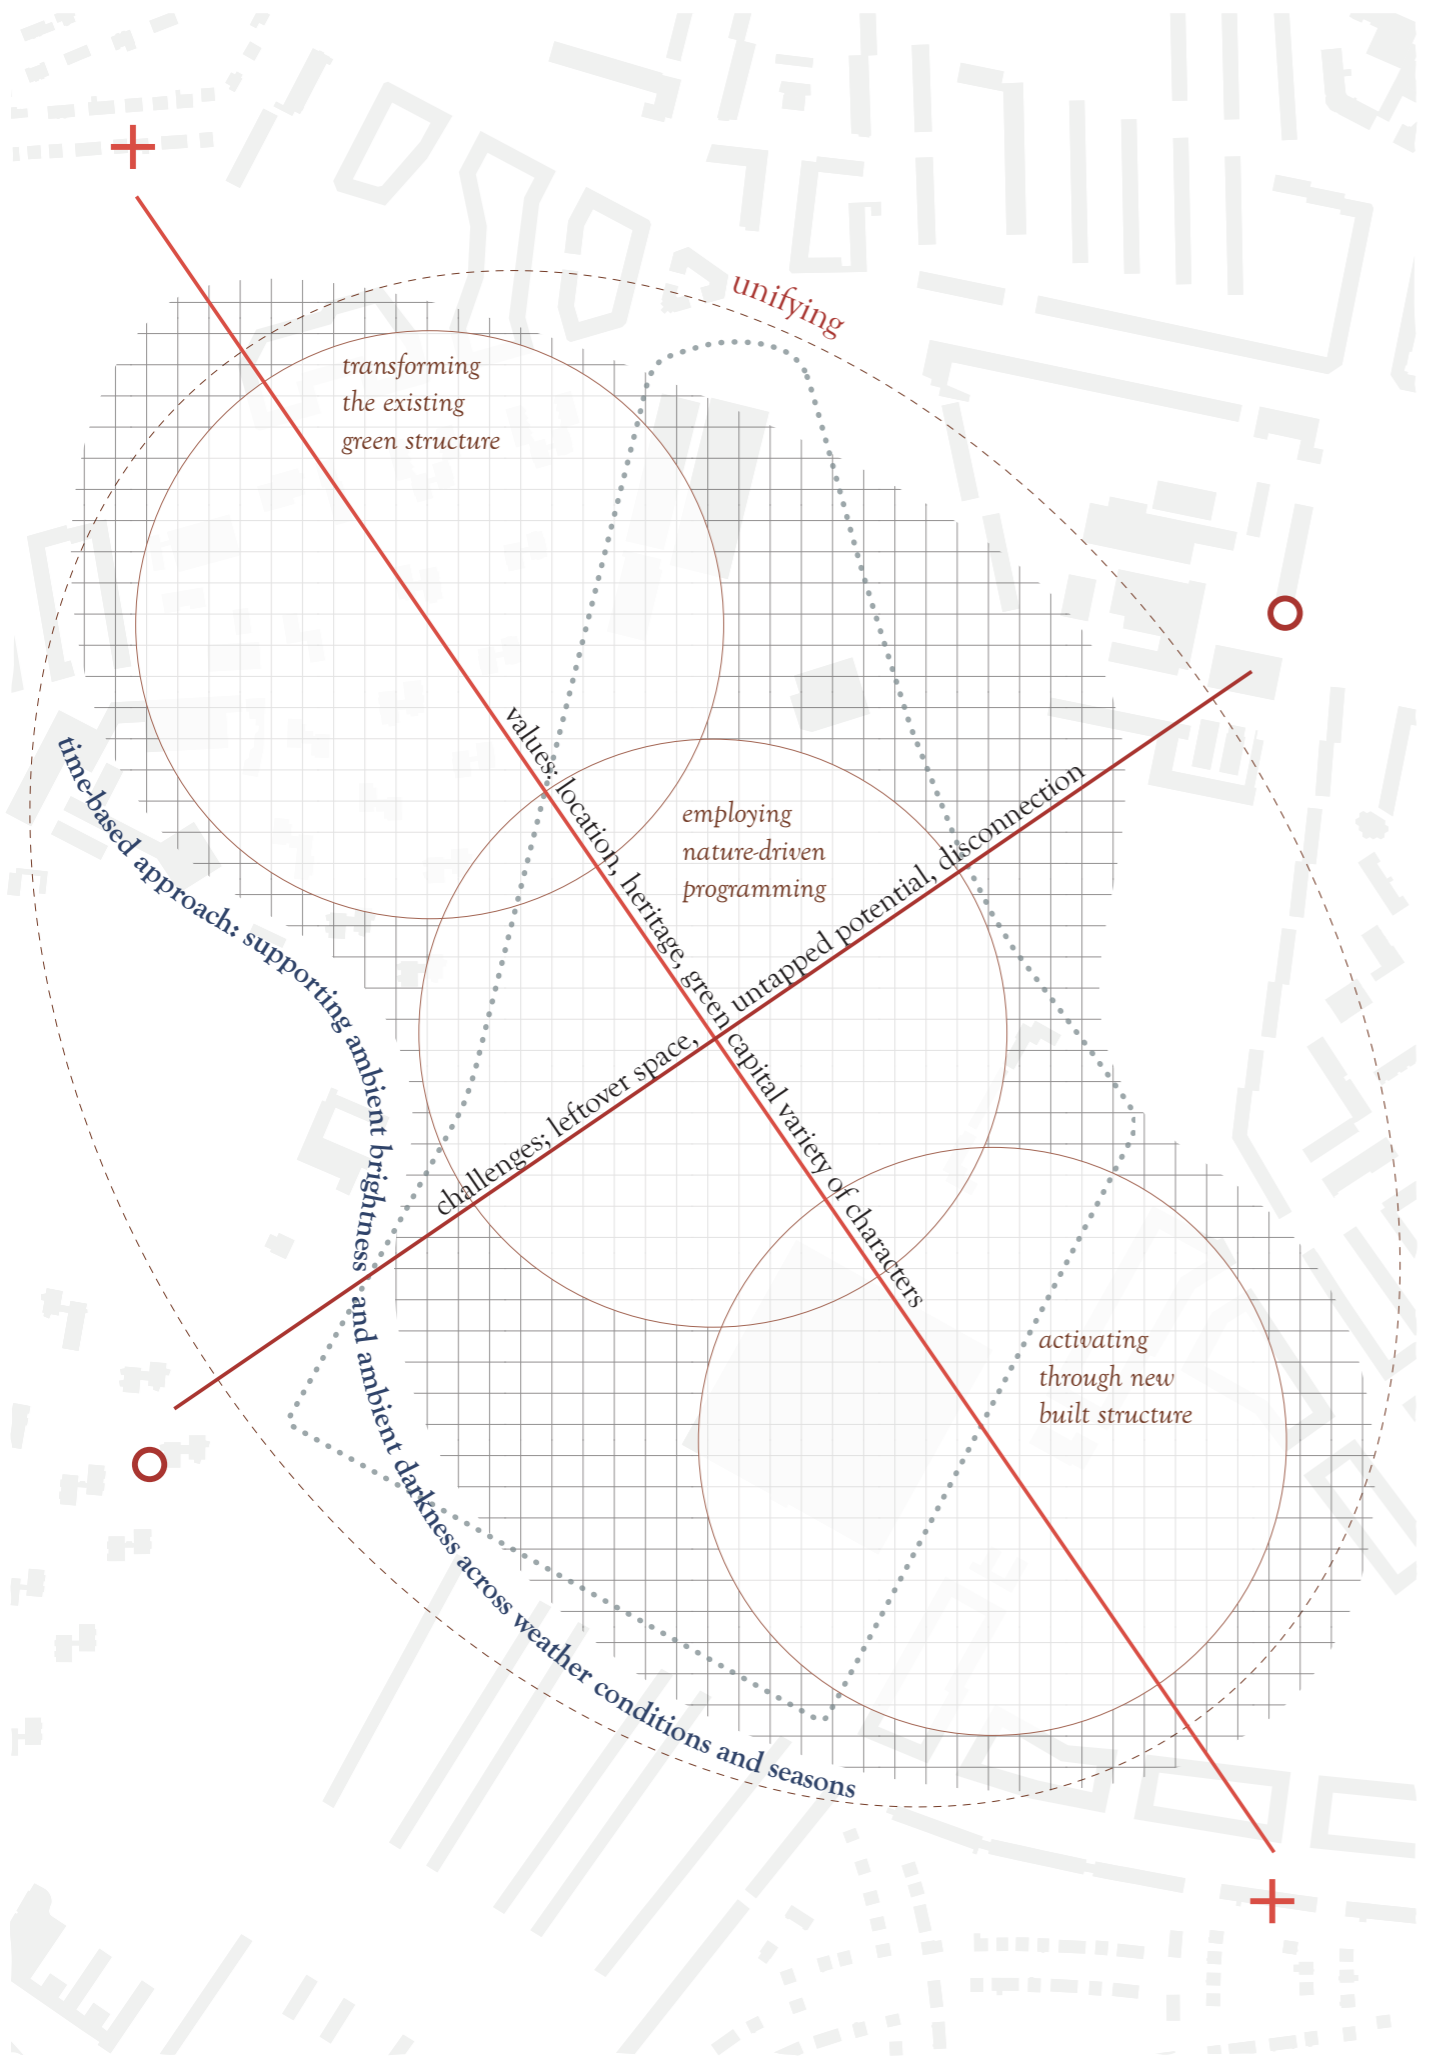 unifying
transforming
the existing
green structure
values: location, heritage, green capital variety of characters
time-based approach: supporting ambient brightness and ambient darkness across weather conditions and seasons
employing
nature-driven
programming
challenges; leftover space, untapped potential, disconnection
activating
through new
built structure